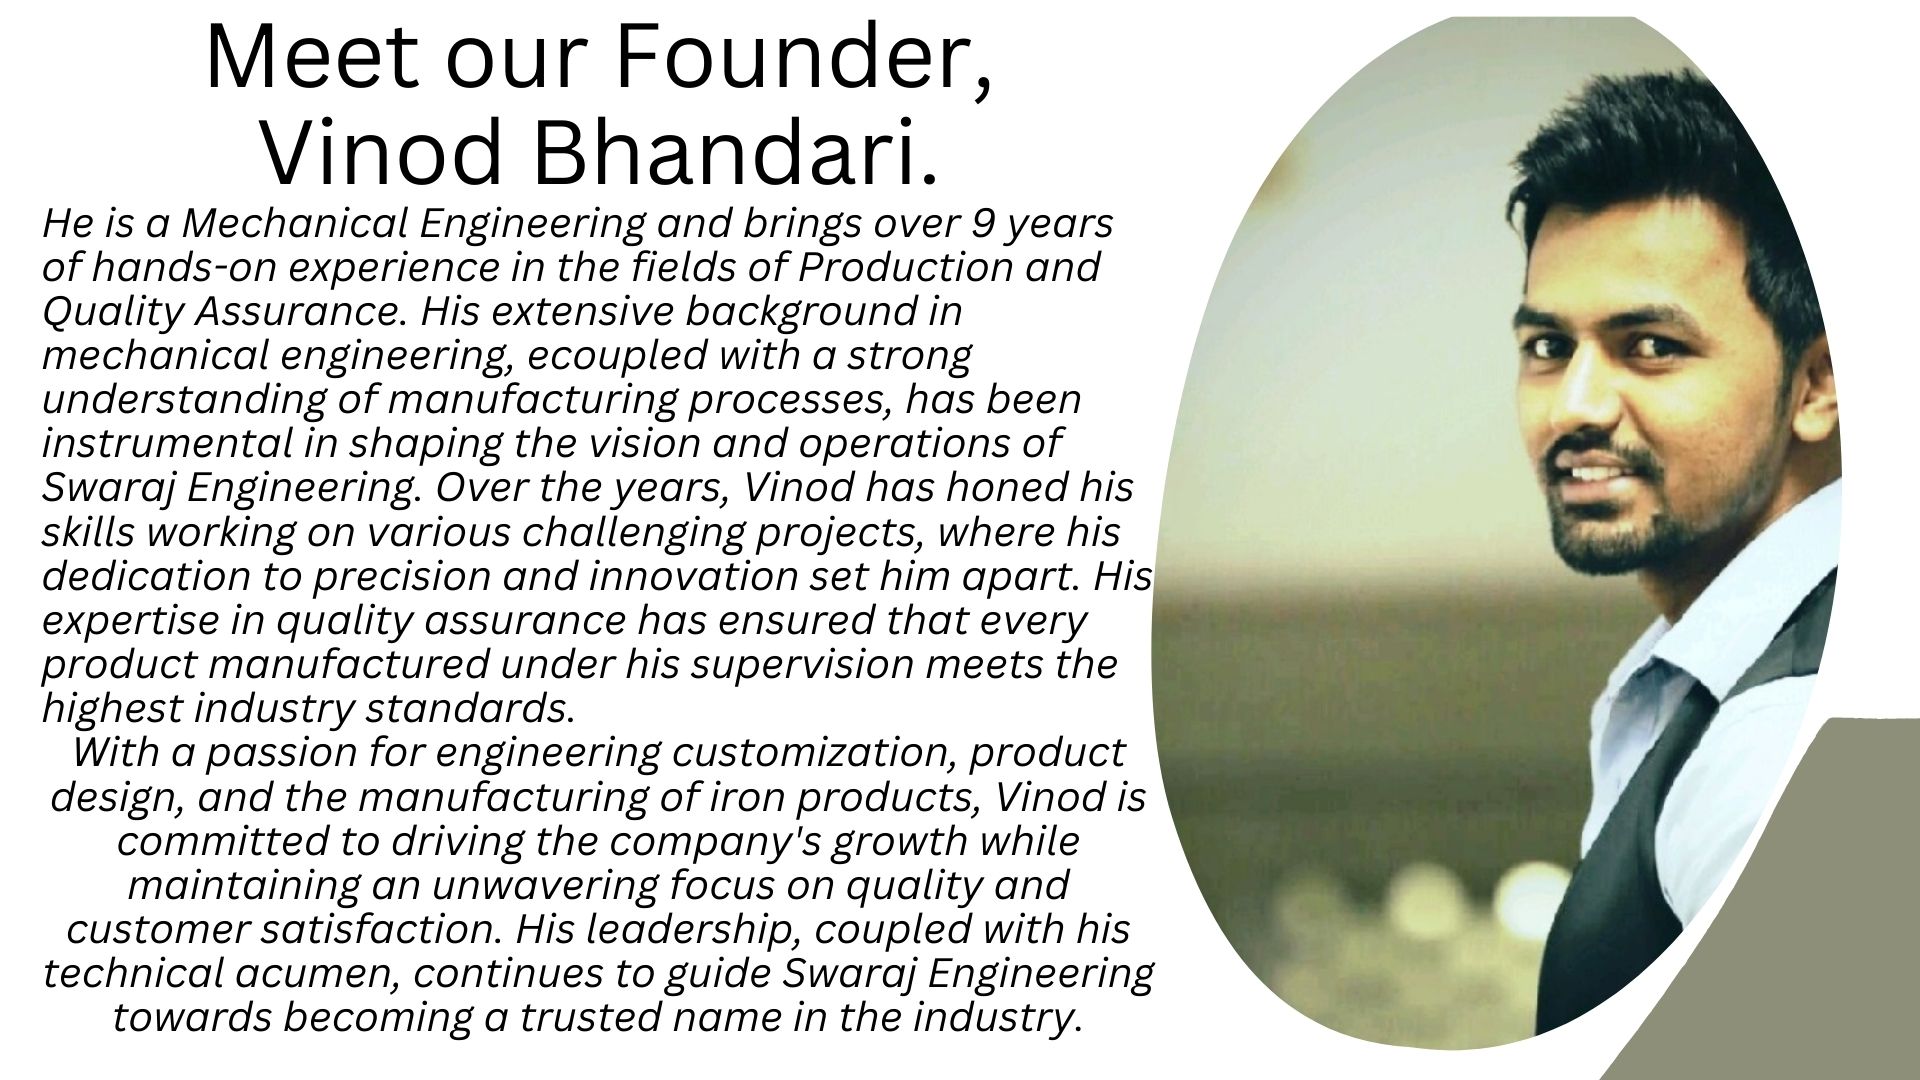 Meet our Founder,
Vinod Bhandari.
He is a Mechanical Engineering and brings over 9 years
of hands-on experience in the fields of Production and
Quality Assurance. His extensive background in
mechanical engineering, ecoupled with a strong
understanding of manufacturing processes, has been
instrumental in shaping the vision and operations of
Swaraj Engineering. Over the years, Vinod has honed his
skills working on various challenging projects, where his
dedication to precision and innovation set him apart. His
expertise in quality assurance has ensured that every
product manufactured under his supervision meets the
highest industry standards.
With a passion for engineering customization, product
design, and the manufacturing of iron products, Vinod is
committed to driving the company's growth while
maintaining an unwavering focus on quality and
customer satisfaction. His leadership, coupled with his
technical acumen, continues to guide Swaraj Engineering
towards becoming a trusted name in the industry.